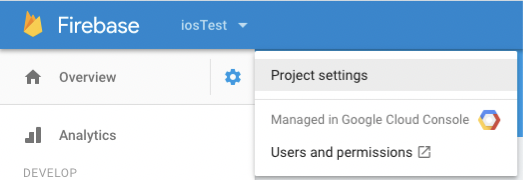 Firebase
iosTest
Overview
Project settings
Managed in Google Cloud Console
Analytics
Users and permissions
DEVELOP